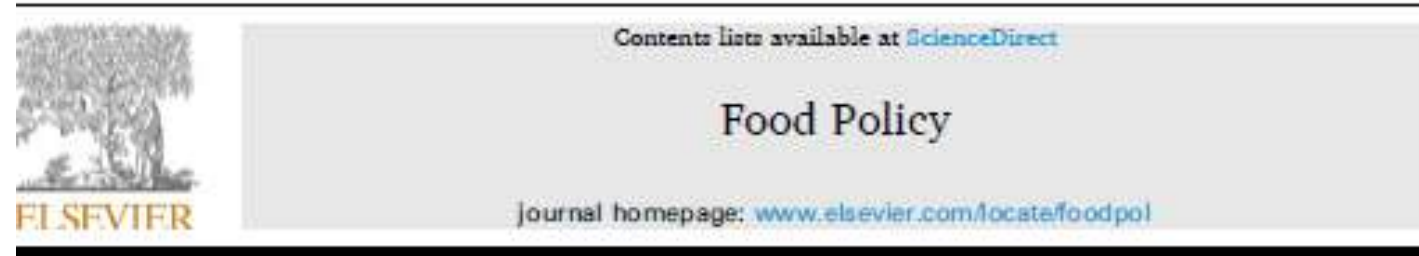 Contents lists available at ScienceDirect
Food Policy
ELSEVIER
journal homepage: www.elsevier.com/locate/foodpol